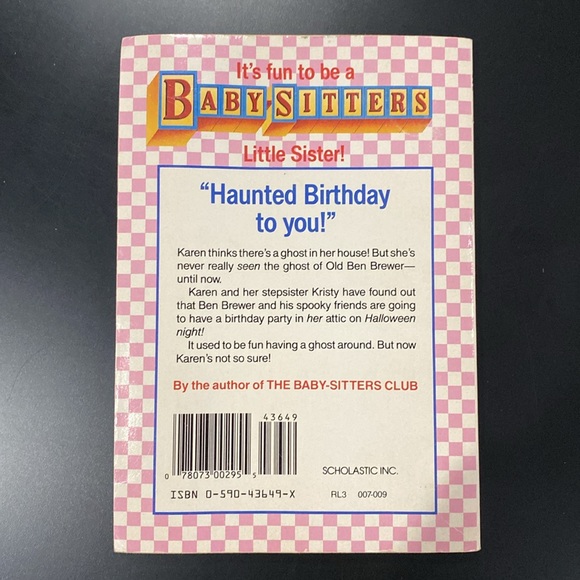 It's fun to be a
BABY-SITTERS
Little Sister!
“Haunted Birthday
to you!”
Karen thinks there's a ghost in her house! But she's
never really seen the ghost of Old Ben Brewer—
until now.
Karen and her stepsister Kristy have found out
that Ben Brewer and his spooky friends are going
to have a birthday party in her attic on Halloween
night!
It used to be fun having a ghost around. But now
Karen's not so sure!
By the author of THE BABY-SITTERS CLUB
43649
0 78073 00295 5
ISBN 0-590-43649-X
SCHOLASTIC INC.
RL3 007-009